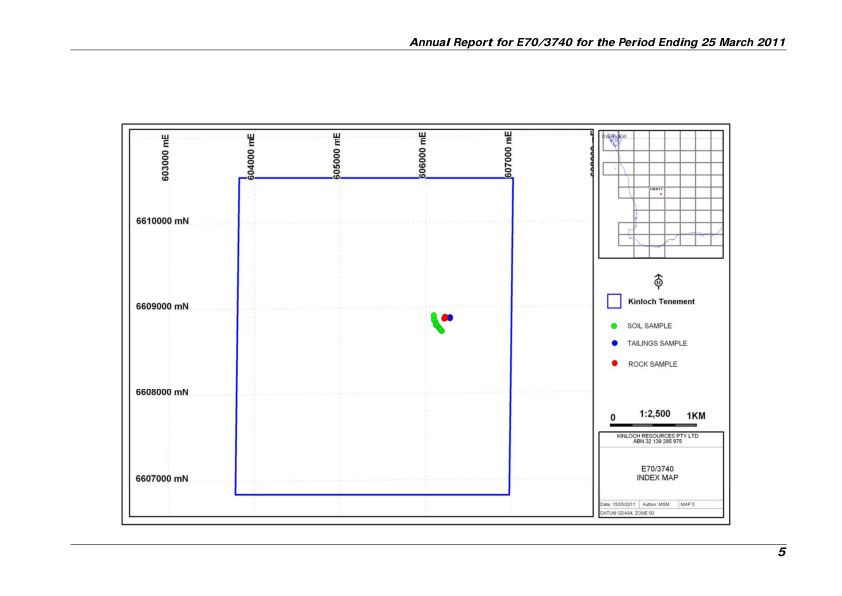 Annual Report for E70/3740 for the Period Ending 25 March 2011
603000 mE
604000 mE
605000 mE
606000 mE
607000 mE
6610000 mN
6609000 mN
6608000 mN
6607000 mN
OVERVIEW
N
Kinloch Tenement
SOIL SAMPLE
TAILINGS SAMPLE
ROCK SAMPLE
0 1:2,500 1KM
KINLOCH RESOURCES PTY LTD
ABN 32 139 285 975
E70/3740
INDEX MAP
Date: 15/05/2011 Author: MSM MAP 5
DATUM GDA94, ZONE 50
5